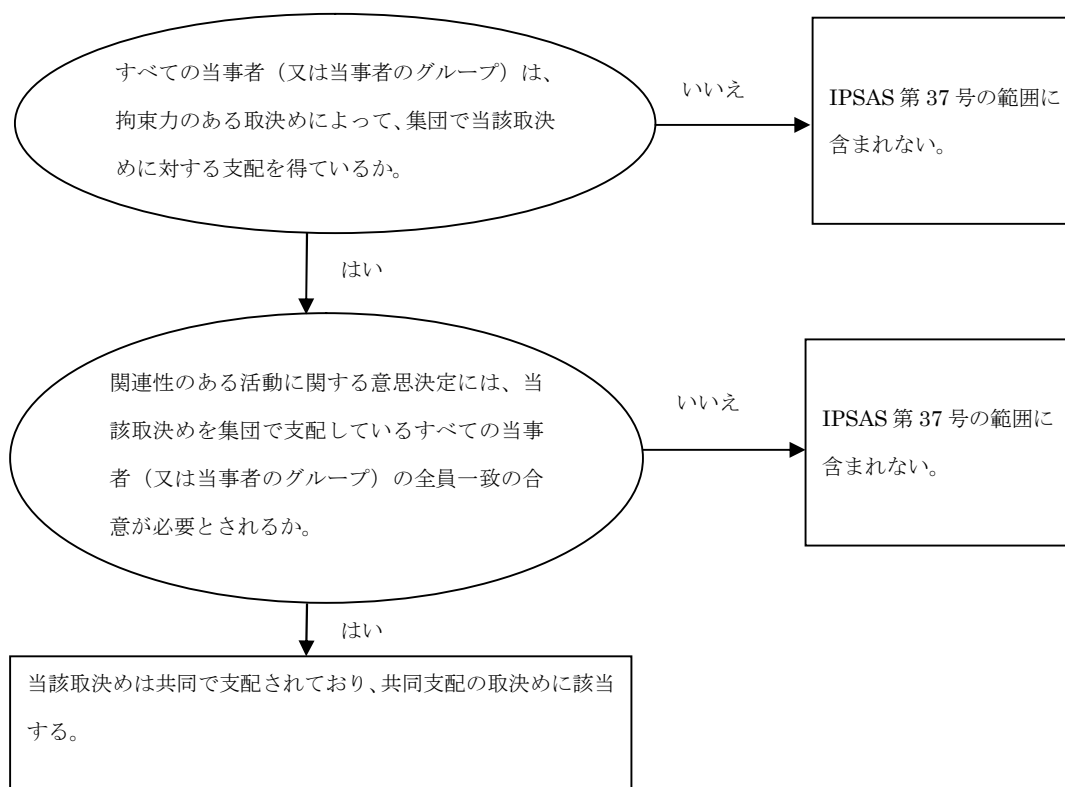 すべての当事者（又は当事者のグループ）は、
拘束力のある取決めによって、集団で当該取決
めに対する支配を得ているか。
いいえ
IPSAS 第 37 号の範囲に
含まれない。
はい
関連性のある活動に関する意思決定には、当
該取決めを集団で支配しているすべての当事
者（又は当事者のグループ）の全員一致の合
意が必要とされるか。
いいえ
IPSAS 第 37 号の範囲に
含まれない。
はい
当該取決めは共同で支配されており、共同支配の取決めに該当
する。